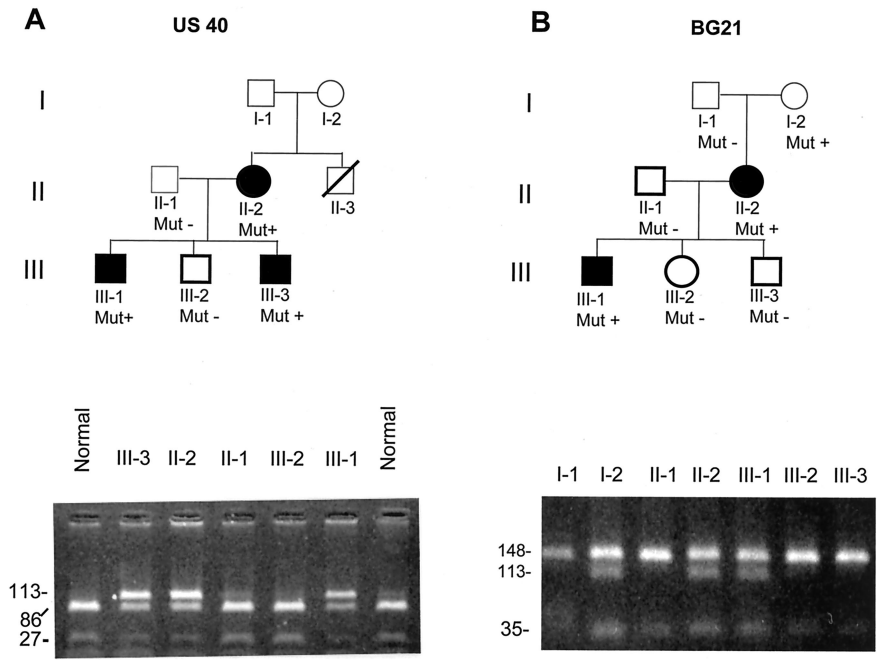 A
US 40
I
I-1
I-2
II
II-1
Mut -
II-2
Mut+
II-3
III
III-1
Mut+
III-2
Mut -
III-3
Mut +
Normal
III-3
II-2
II-1
III-2
III-1
Normal
113-
86
27-
B
BG21
I
I-1
Mut -
I-2
Mut +
II
II-1
Mut -
II-2
Mut +
III
III-1
Mut +
III-2
Mut -
III-3
Mut -
I-1
I-2
II-1
II-2
III-1
III-2
III-3
148-
113-
35-